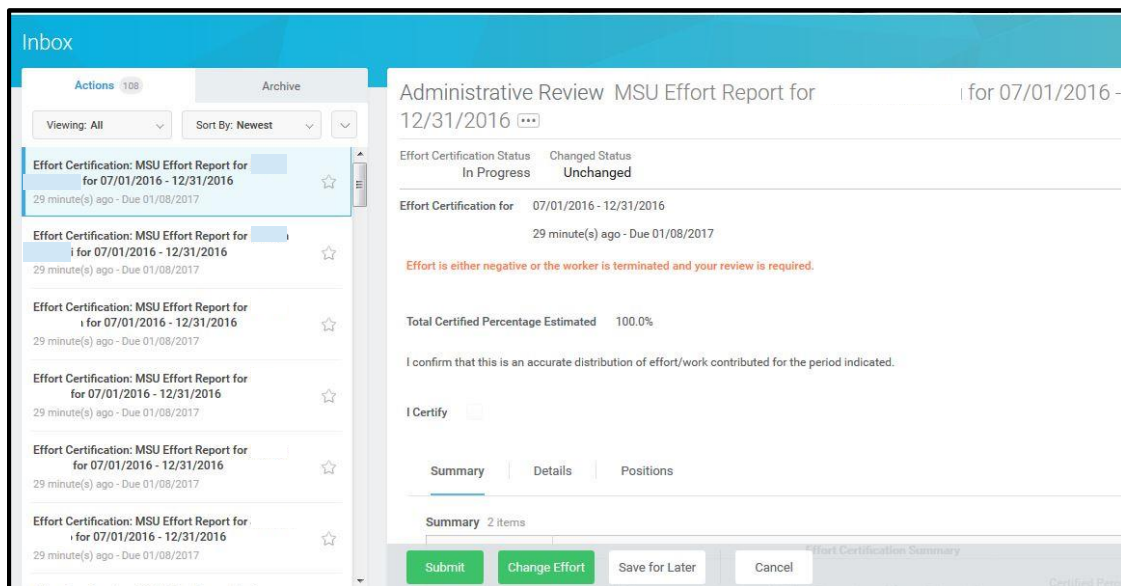 Inbox
Actions 108
Archive
Viewing: All
Sort By: Newest
Effort Certification: MSU Effort Report for
for 07/01/2016 - 12/31/2016
29 minute(s) ago - Due 01/08/2017
Effort Certification: MSU Effort Report for
i for 07/01/2016 - 12/31/2016
29 minute(s) ago - Due 01/08/2017
Effort Certification: MSU Effort Report for
for 07/01/2016 - 12/31/2016
29 minute(s) ago - Due 01/08/2017
Effort Certification: MSU Effort Report for
for 07/01/2016 - 12/31/2016
29 minute(s) ago - Due 01/08/2017
Effort Certification: MSU Effort Report for
for 07/01/2016 - 12/31/2016
29 minute(s) ago - Due 01/08/2017
Effort Certification: MSU Effort Report for
for 07/01/2016 - 12/31/2016
29 minute(s) ago - Due 01/08/2017
Administrative Review MSU Effort Report for for 07/01/2016 -
12/31/2016
Effort Certification Status Changed Status
In Progress Unchanged
Effort Certification for 07/01/2016 - 12/31/2016
29 minute(s) ago - Due 01/08/2017
Effort is either negative or the worker is terminated and your review is required.
Total Certified Percentage Estimated 100.0%
I confirm that this is an accurate distribution of effort/work contributed for the period indicated.
I Certify
Summary Details Positions
Summary 2 items
Effort Certification Summary
Submit Change Effort Save for Later Cancel
Certified